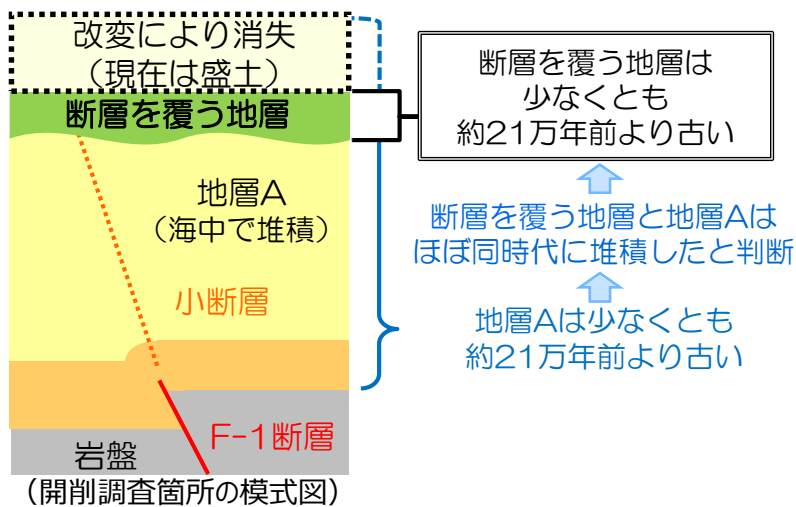 改変により消失
（現在は盛土）
断層を覆う地層
地層A
（海中で堆積）
小断層
F-1断層
岩盤
（開削調査箇所の模式図）
断層を覆う地層は
少なくとも
約21万年前より古い
断層を覆う地層と地層Aは
ほぼ同時代に堆積したと判断
地層Aは少なくとも
約21万年前より古い